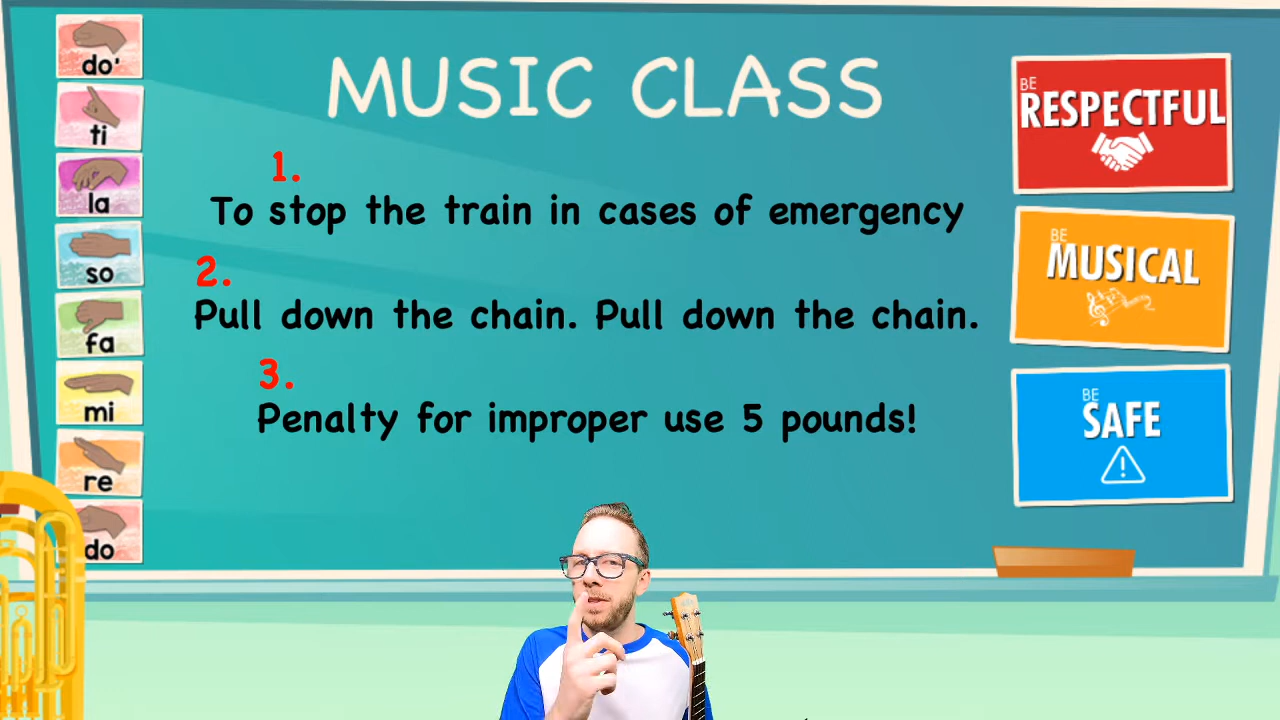 MUSIC CLASS
1.
To stop the train in cases of emergency
2.
Pull down the chain. Pull down the chain.
3.
Penalty for improper use 5 pounds!
do'
ti
la
so
fa
mi
re
do
BE
RESPECTFUL
BE
MUSICAL
BE
SAFE